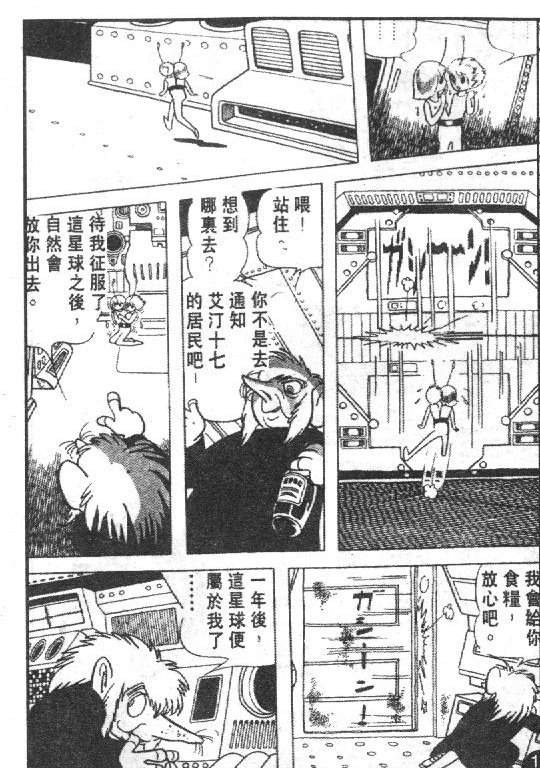 ガシーン
喂！
站住、
想到
哪裏去？
你不是去
通知
艾汀十七
的居民吧—
待我征服了
這星球之後，
自然會
放你出去。
我會給你
食糧，
放心吧。
ガシーン！
一年後，
這星球便
屬於我了
……